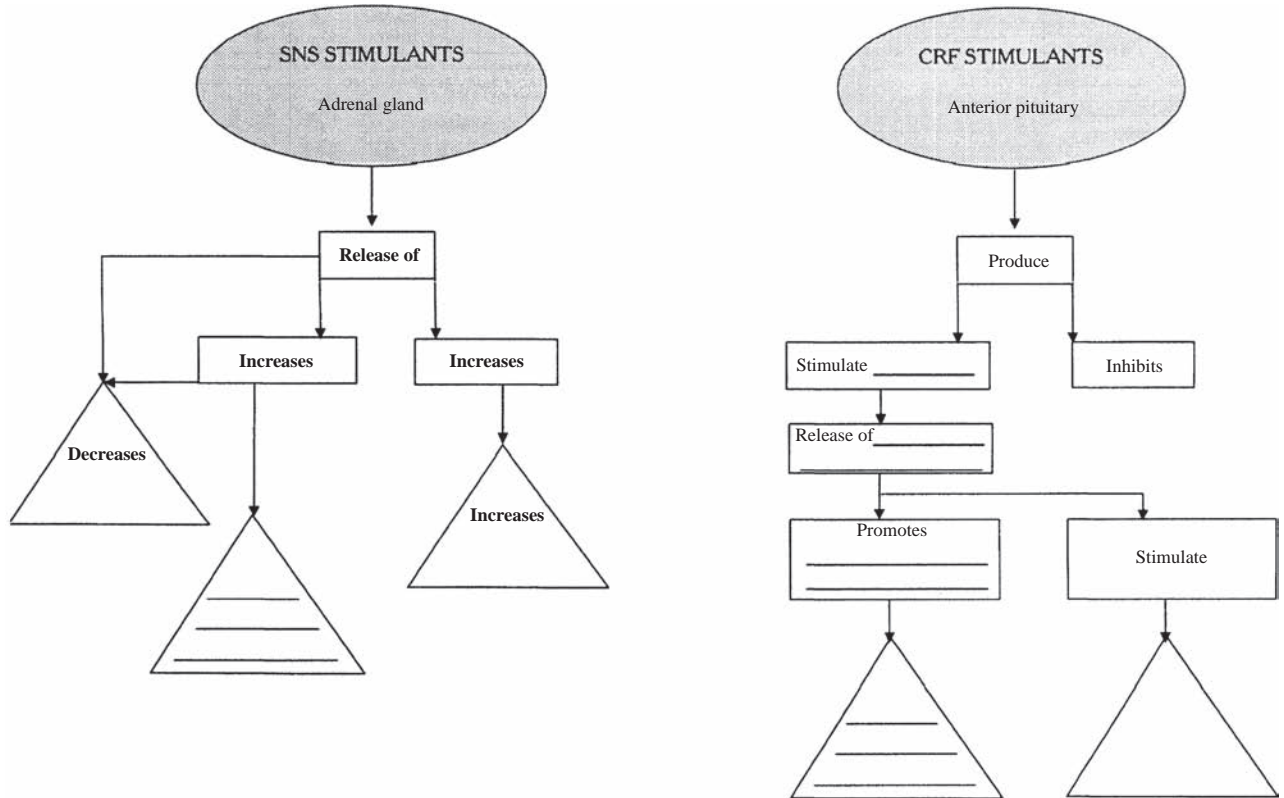 SNS STIMULANTS
Adrenal gland
Release of
Increases
Increases
Decreases
Increases
CRF STIMULANTS
Anterior pituitary
Produce
Stimulate
Inhibits
Release of
Promotes
Stimulate